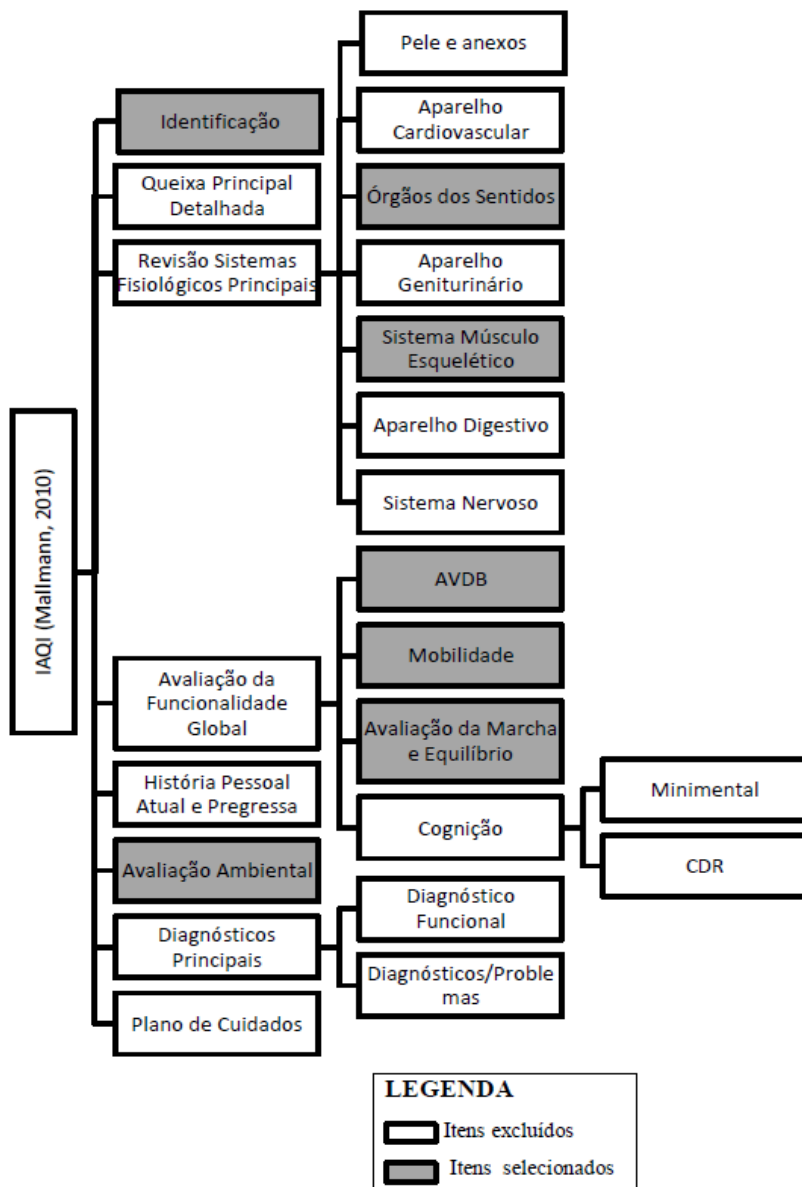 Pele e anexos
Identificação
Aparelho
Cardiovascular
Queixa Principal
Detalhada
Órgãos dos Sentidos
Revisão Sistemas
Fisiológicos Principais
Aparelho
Geniturinário
Sistema Músculo
Esquelético
Aparelho Digestivo
Sistema Nervoso
IAQI (Mallmann, 2010)
AVDB
Mobilidade
Avaliação da
Funcionalidade
Global
Avaliação da Marcha
e Equilíbrio
História Pessoal
Atual e Pregressa
Cognição
Minimental
CDR
Avaliação Ambiental
Diagnóstico
Funcional
Diagnósticos
Principais
Diagnósticos/Proble
mas
Plano de Cuidados
LEGENDA
Itens excluídos
Itens selecionados